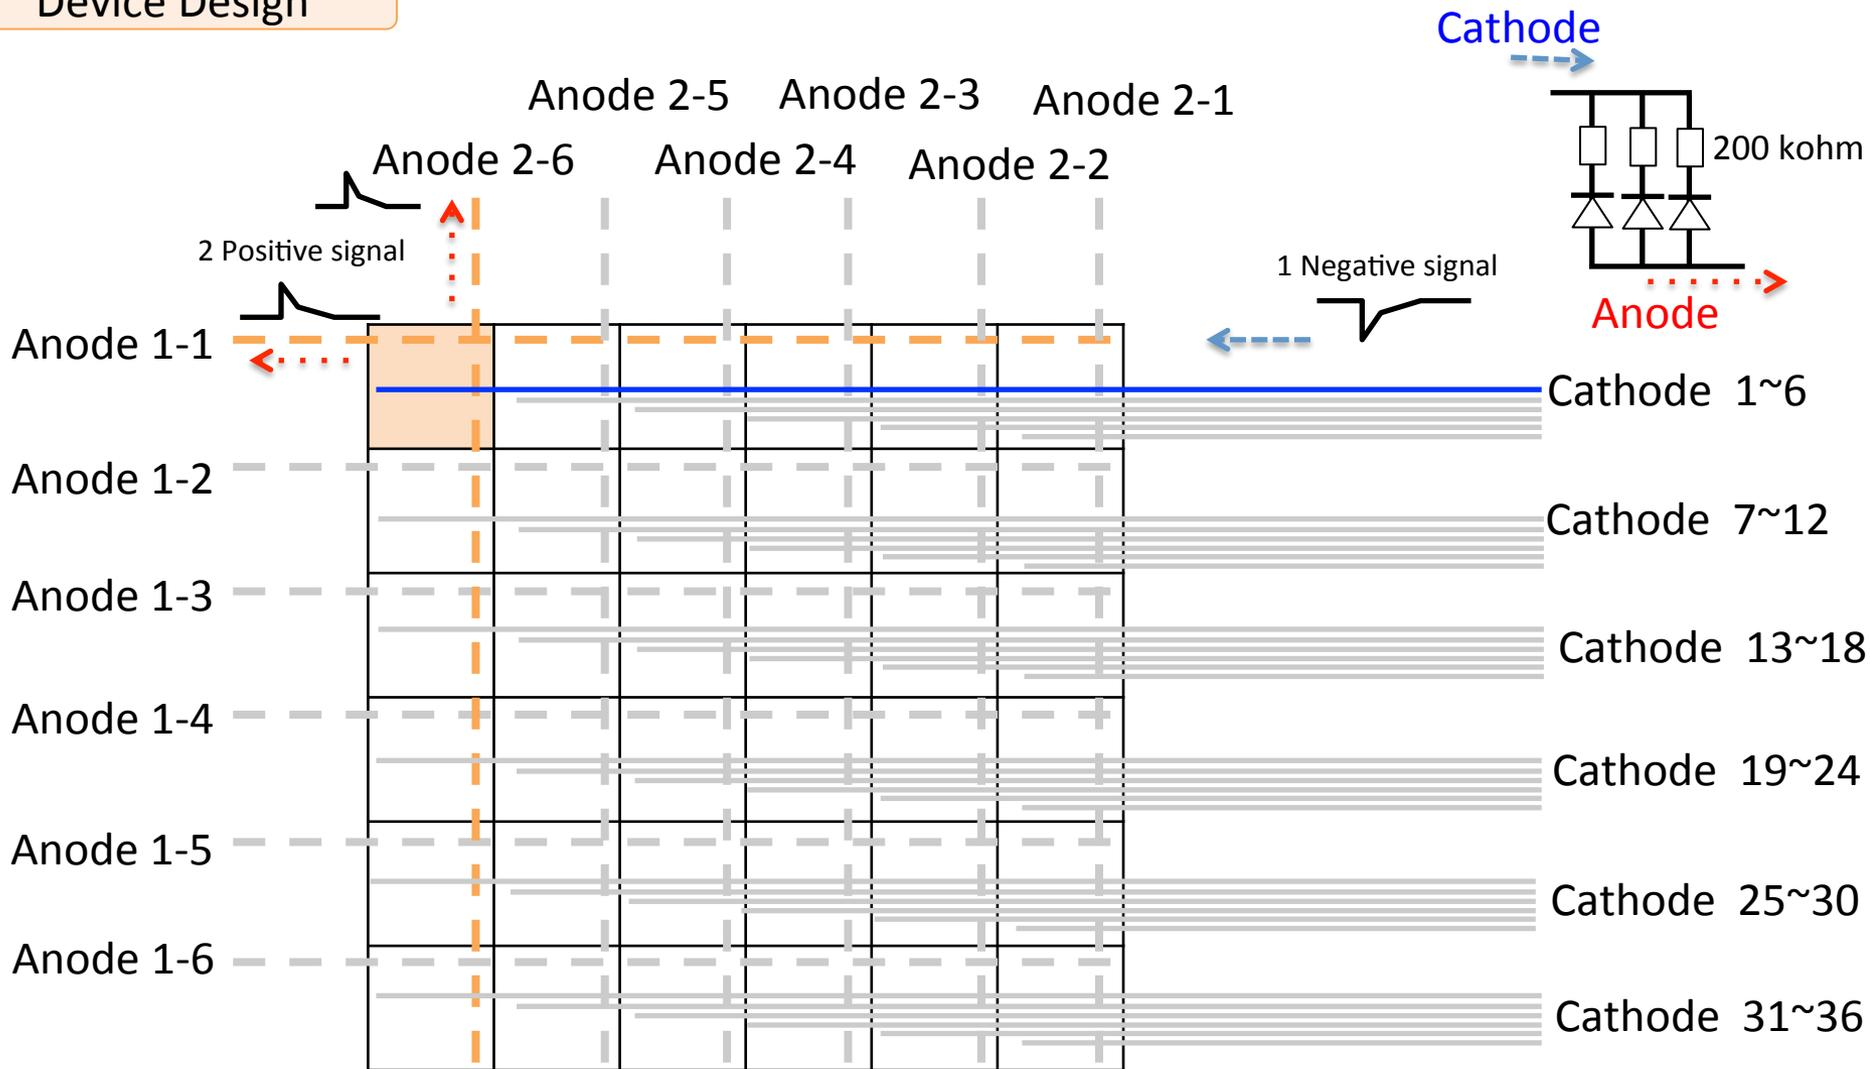 Device Design
Cathode
Anode 2-5
Anode 2-3
Anode 2-1
Anode 2-6
Anode 2-4
Anode 2-2
200 kohm
2 Positive signal
1 Negative signal
Anode
Anode 1-1
Cathode 1~6
Anode 1-2
Cathode 7~12
Anode 1-3
Cathode 13~18
Anode 1-4
Cathode 19~24
Anode 1-5
Cathode 25~30
Anode 1-6
Cathode 31~36